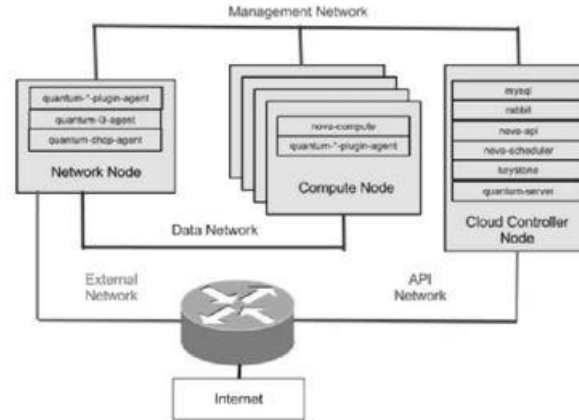 Management Network
quantum-*-plugin-agent
quantum-l3-agent
quantum-dhcp-agent
Network Node
nova-compute
quantum-*-plugin-agent
Compute Node
mysql
rabbit
nova-api
nova-scheduler
keystone
quantum-server
Cloud Controller
Node
Data Network
External
Network
API
Network
Internet